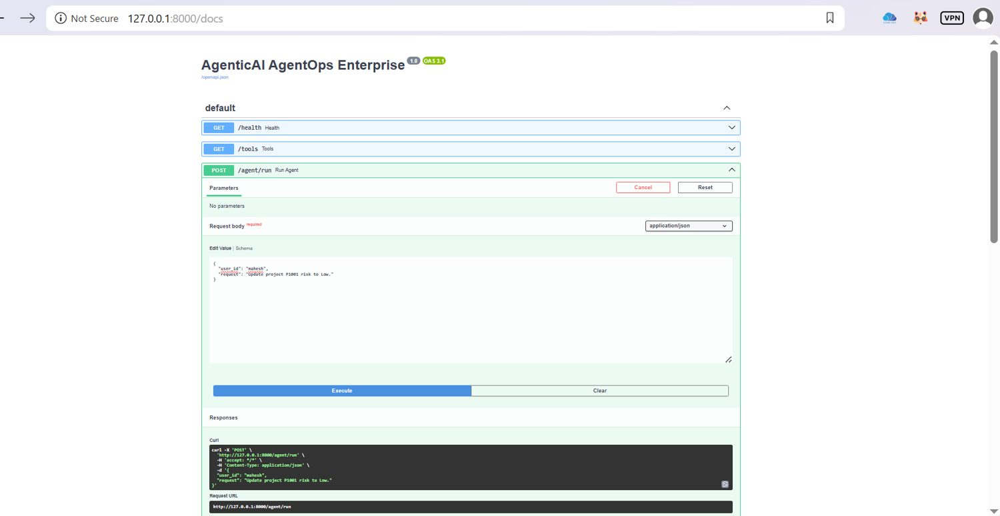 Not Secure 127.0.0.1:8000/docs VPN
AgenticAI AgentOps Enterprise 1.0 OAS 3.1
/openapi.json
default
GET /health Health
GET /tools Tools
POST /agent/run Run Agent
Parameters Cancel Reset
No parameters
Request body required application/json
Edit Value | Schema
{
"user_id": "mahesh",
"request": "Update project P1001 risk to Low."
}
Execute Clear
Responses
Curl
curl -X 'POST' \
'http://127.0.0.1:8000/agent/run' \
-H 'accept: */*' \
-H 'Content-Type: application/json' \
-d '{
"user_id": "mahesh",
"request": "Update project P1001 risk to Low."
}'
Request URL
http://127.0.0.1:8000/agent/run